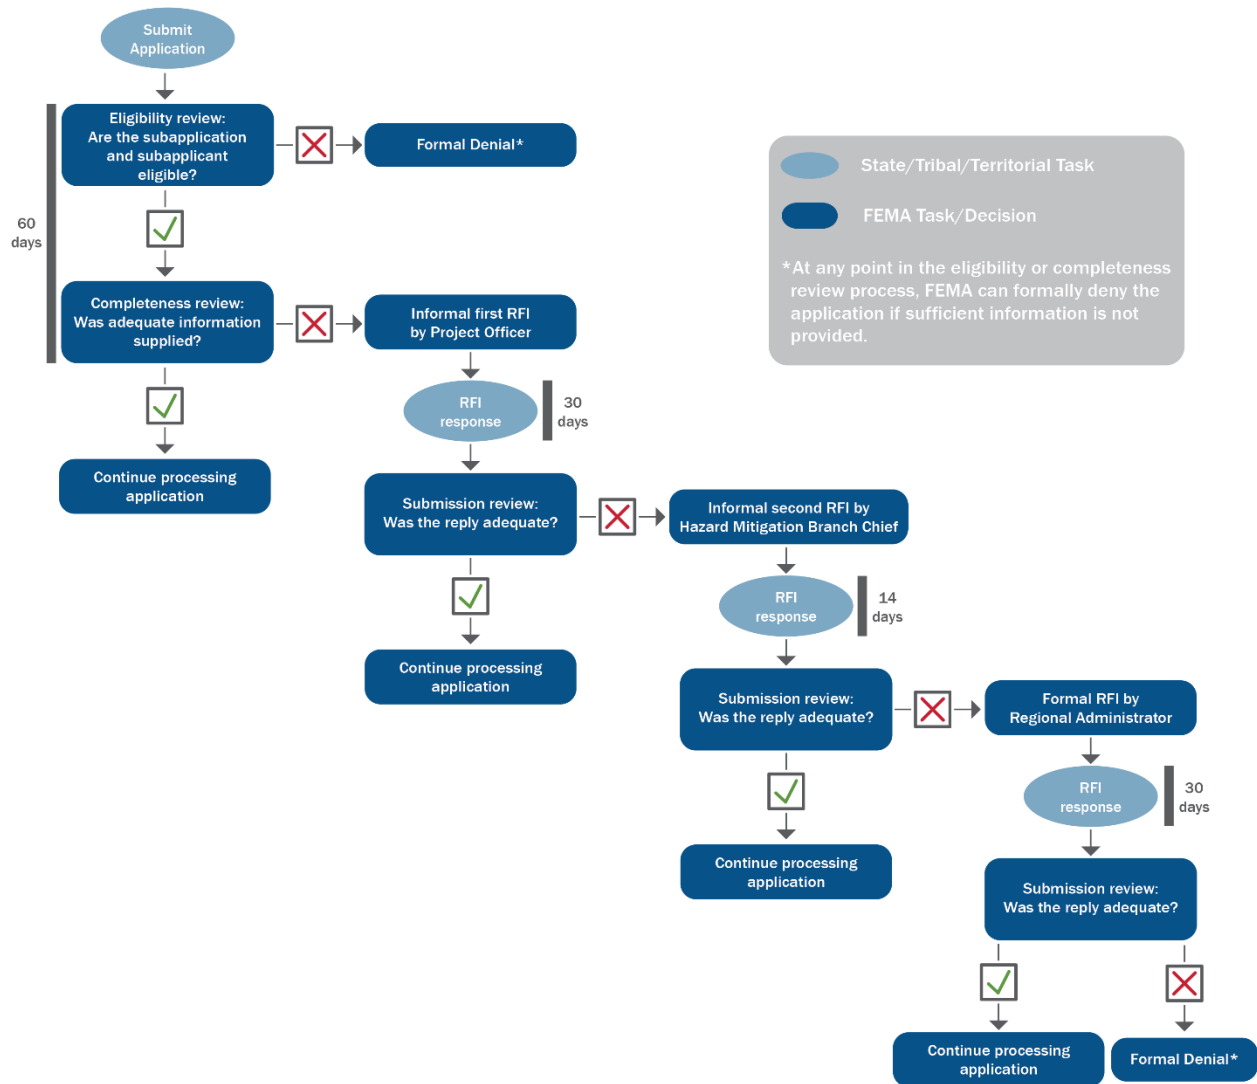 Submit
Application
Eligibility review:
Are the subapplication
and subapplicant
eligible?
Formal Denial*
60
days
Completeness review:
Was adequate information
supplied?
Informal first RFI
by Project Officer
State/Tribal/Territorial Task
FEMA Task/Decision
*At any point in the eligibility or completeness
review process, FEMA can formally deny the
application if sufficient information is not
provided.
RFI
response
30
days
Continue processing
application
Submission review:
Was the reply adequate?
Informal second RFI by
Hazard Mitigation Branch Chief
RFI
response
14
days
Continue processing
application
Submission review:
Was the reply adequate?
Formal RFI by
Regional Administrator
RFI
response
30
days
Continue processing
application
Submission review:
Was the reply adequate?
Continue processing
application
Formal Denial*